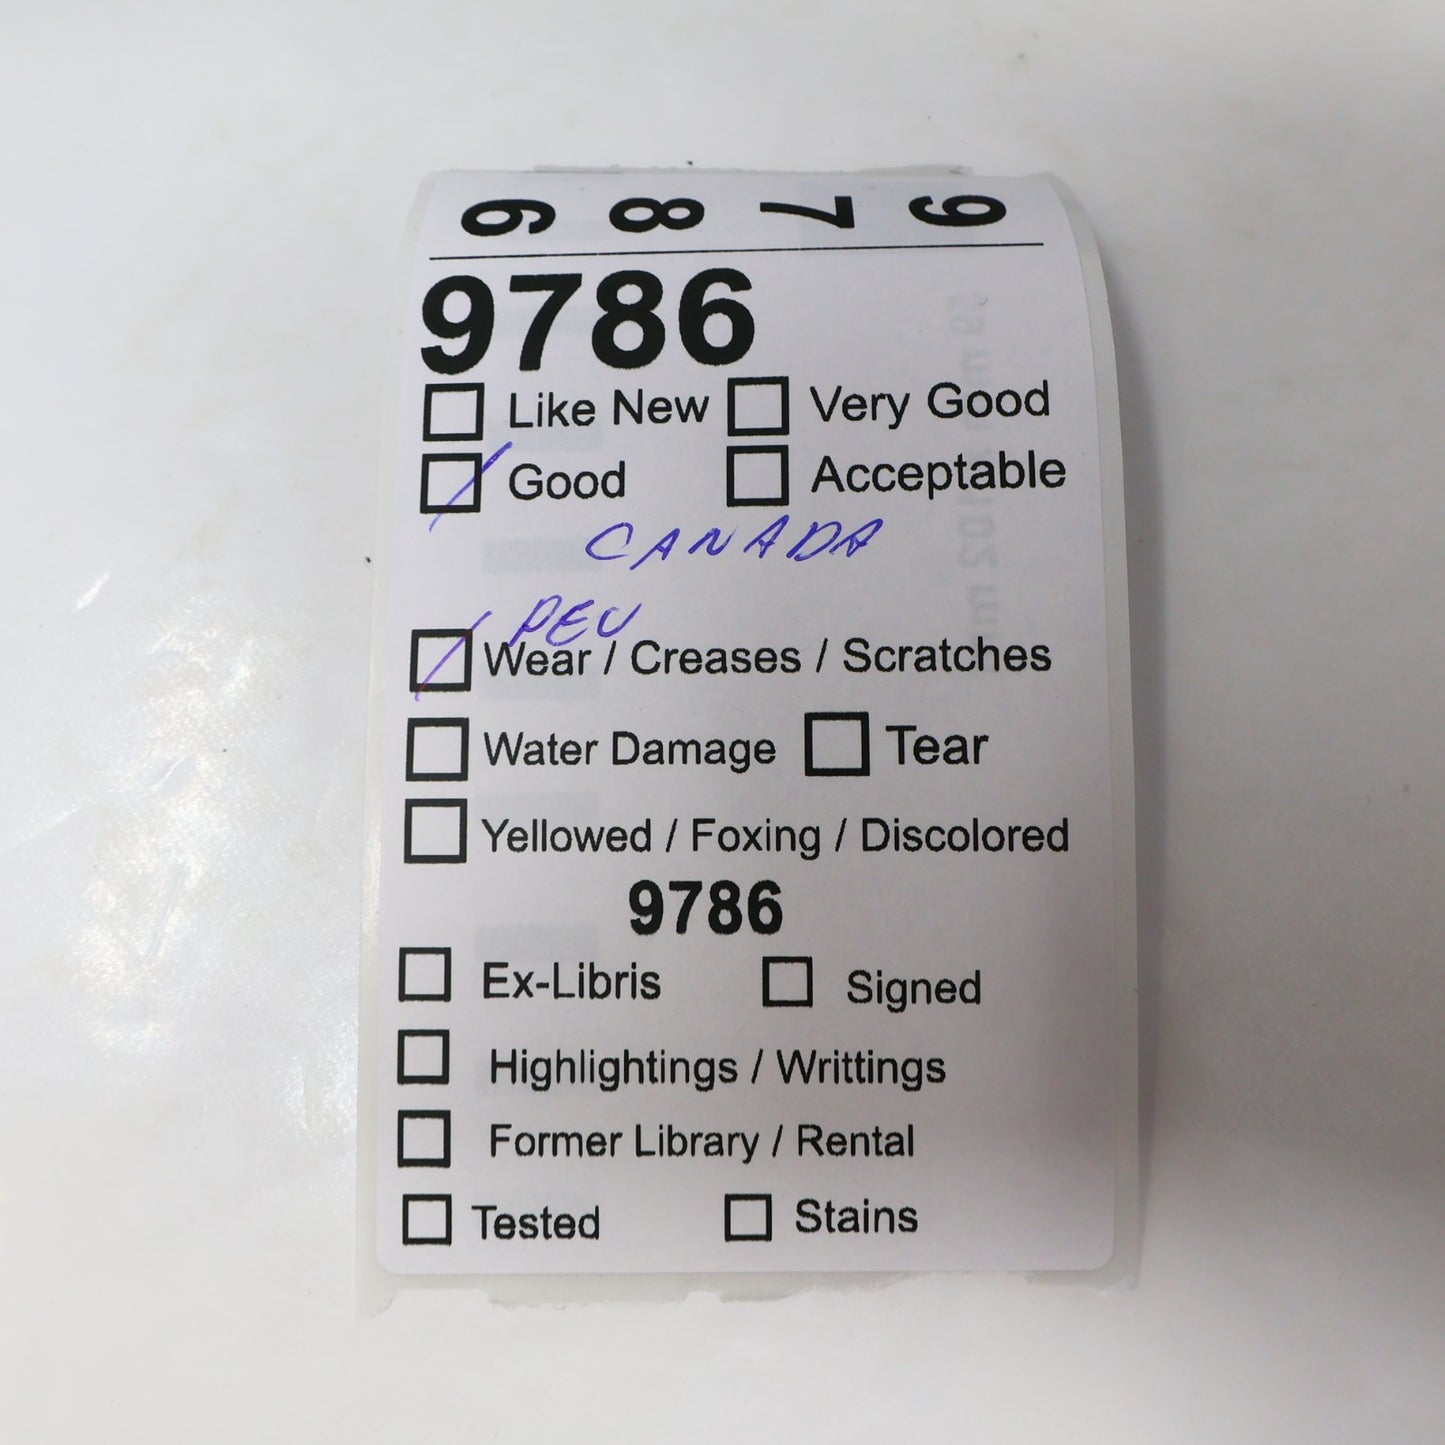 9786
9786
Like New Very Good
Good Acceptable
CANADA
PEU
Wear / Creases / Scratches
Water Damage Tear
Yellowed / Foxing / Discolored
9786
Ex-Libris Signed
Highlightings / Writtings
Former Library / Rental
Tested Stains